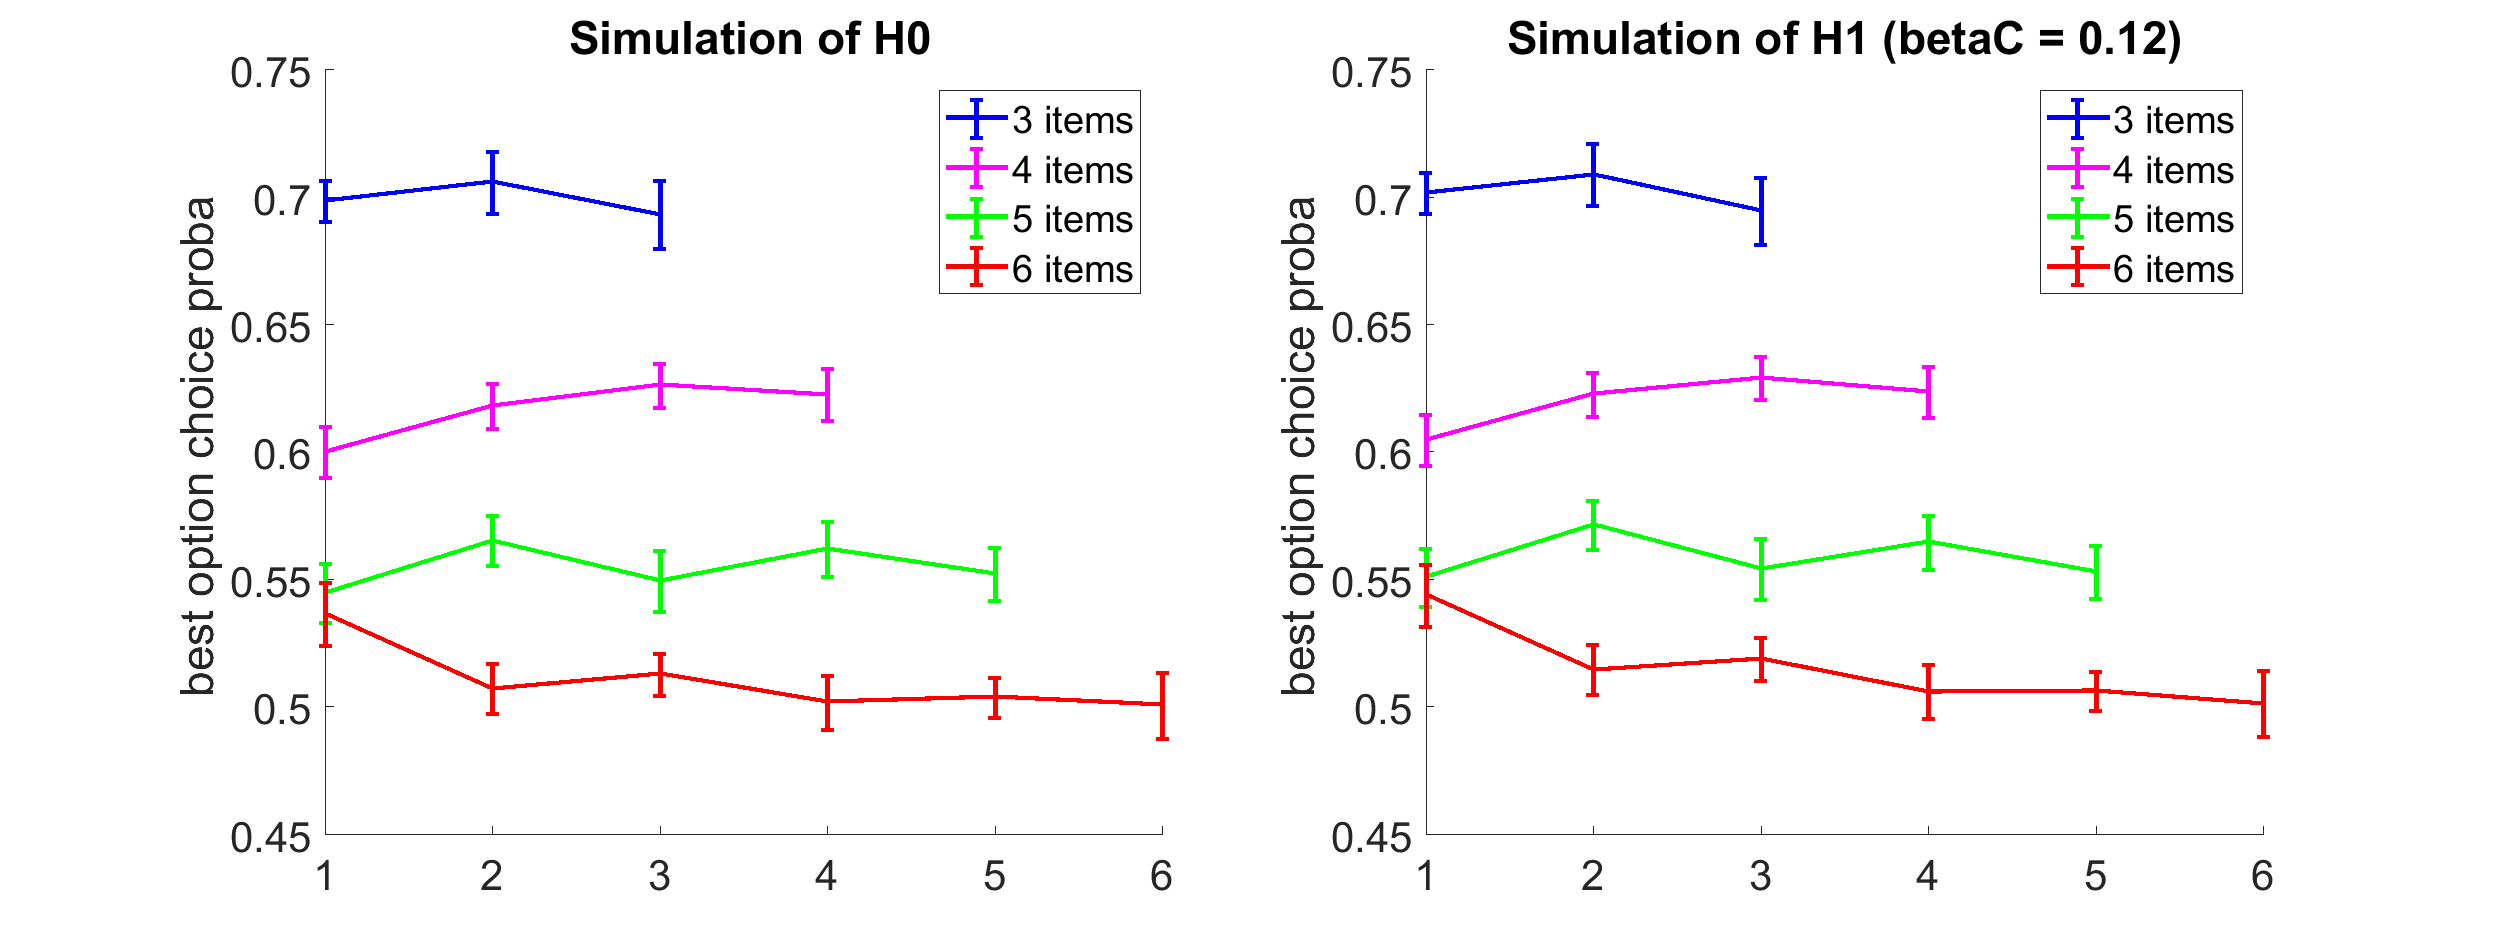 Simulation of H0
0.75
0.7
0.65
0.6
0.55
0.5
0.45
best option choice proba
1 2 3 4 5 6
3 items
4 items
5 items
6 items
Simulation of H1 (betaC = 0.12)
0.75
0.7
0.65
0.6
0.55
0.5
0.45
best option choice proba
1 2 3 4 5 6
3 items
4 items
5 items
6 items